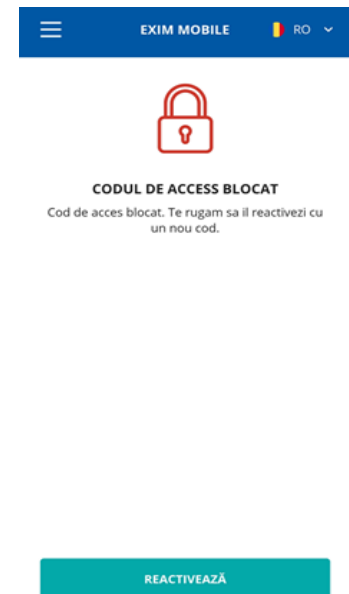 EXIM MOBILE RO
CODUL DE ACCESS BLOCAT
Cod de acces blocat. Te rugam sa il reactivezi cu
un nou cod.
REACTIVEAZĂ